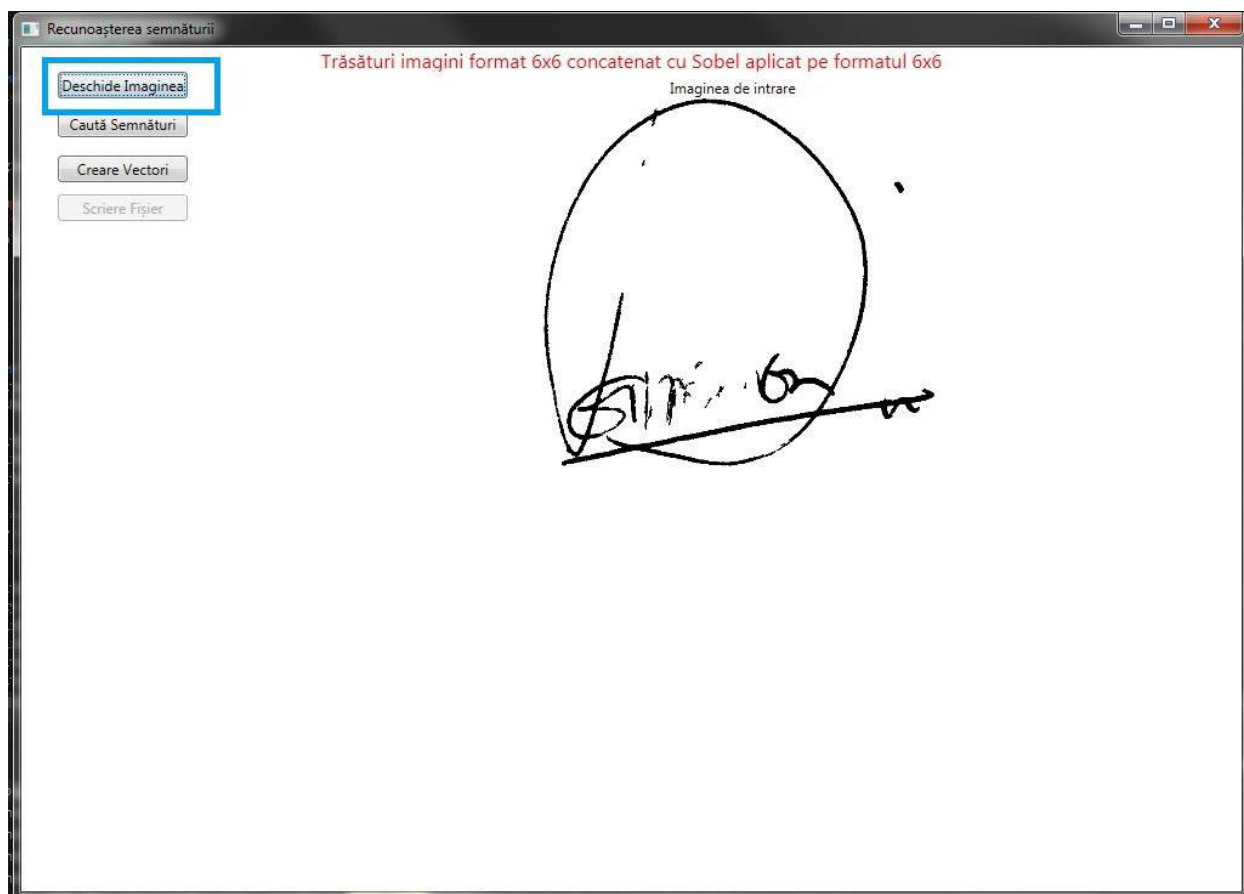 Recunoașterea semnăturii
Trăsături imagini format 6x6 concatenat cu Sobel aplicat pe formatul 6x6
Deschide Imaginea
Imaginea de intrare
Caută Semnături
Creare Vectori
Scriere Fișier